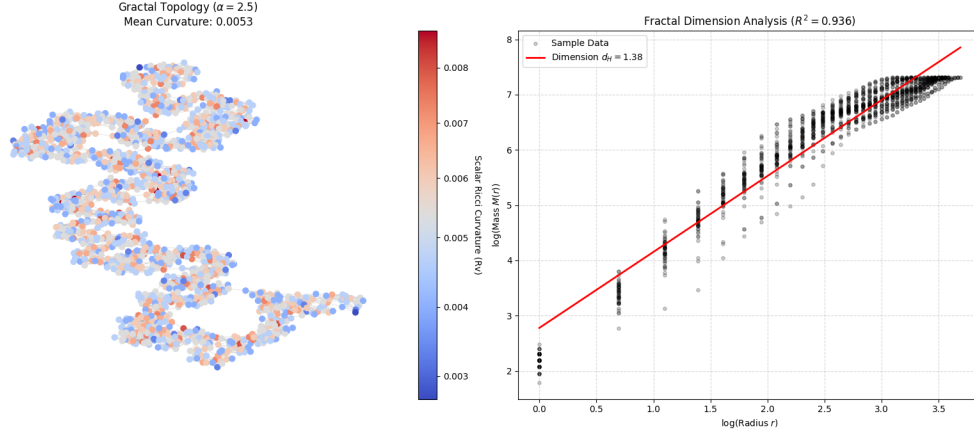 Gractal Topology (α = 2.5)
Mean Curvature: 0.0053
0.008
0.007
0.006
0.005
0.004
0.003
Scalar Ricci Curvature (Rv)
Fractal Dimension Analysis (R² = 0.936)
Sample Data
Dimension d_H = 1.38
8
7
6
5
4
3
2
log(Mass M(r))
0.0 0.5 1.0 1.5 2.0 2.5 3.0 3.5
log(Radius r)